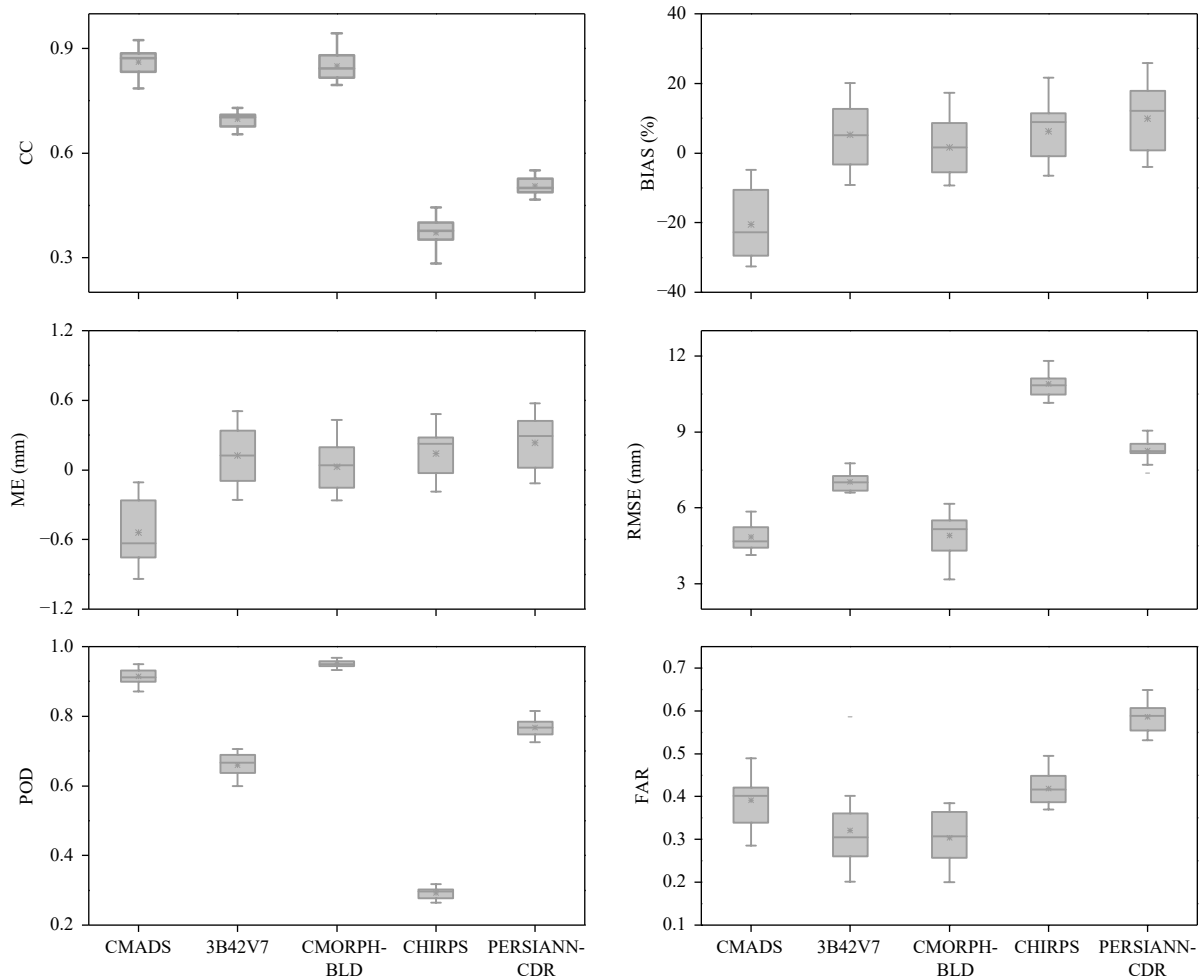 0.9
0.6
0.3
CC
40
20
0
−20
−40
BIAS (%)
1.2
0.6
0
−0.6
−1.2
ME (mm)
12
9
6
3
RMSE (mm)
1.0
0.8
0.6
0.4
0.2
POD
CMADS
3B42V7
CMORPH-
BLD
CHIRPS
PERSIANN-
CDR
0.7
0.6
0.5
0.4
0.3
0.2
0.1
FAR
CMADS
3B42V7
CMORPH-
BLD
CHIRPS
PERSIANN-
CDR